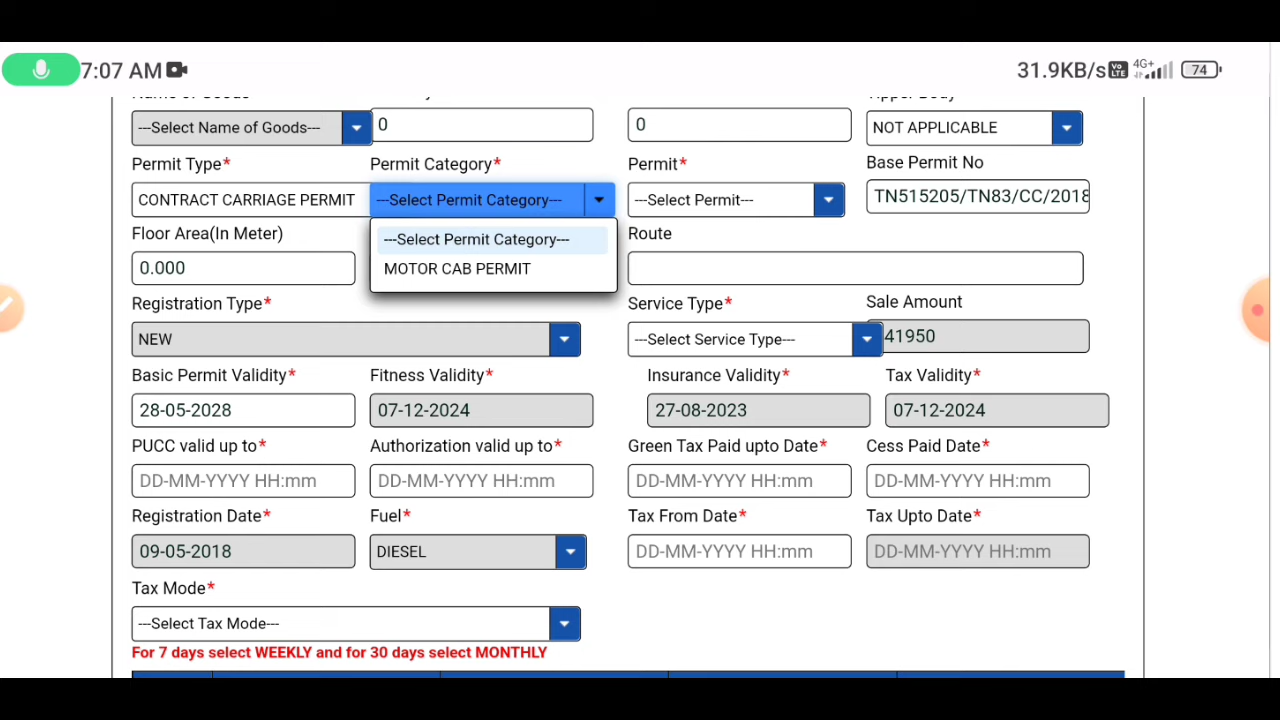 7:07 AM
31.9KB/s Vo LTE 4G+ 74
---Select Name of Goods---
0
0
NOT APPLICABLE
Permit Type*
Permit Category*
Permit*
Base Permit No
CONTRACT CARRIAGE PERMIT
---Select Permit Category---
---Select Permit---
TN515205/TN83/CC/2018
Floor Area(In Meter)
---Select Permit Category---
Route
0.000
MOTOR CAB PERMIT
Registration Type*
Service Type*
Sale Amount
NEW
---Select Service Type---
41950
Basic Permit Validity*
Fitness Validity*
Insurance Validity*
Tax Validity*
28-05-2028
07-12-2024
27-08-2023
07-12-2024
PUCC valid up to*
Authorization valid up to*
Green Tax Paid upto Date*
Cess Paid Date*
DD-MM-YYYY HH:mm
DD-MM-YYYY HH:mm
DD-MM-YYYY HH:mm
DD-MM-YYYY HH:mm
Registration Date*
Fuel*
Tax From Date*
Tax Upto Date*
09-05-2018
DIESEL
DD-MM-YYYY HH:mm
DD-MM-YYYY HH:mm
Tax Mode*
---Select Tax Mode---
For 7 days select WEEKLY and for 30 days select MONTHLY